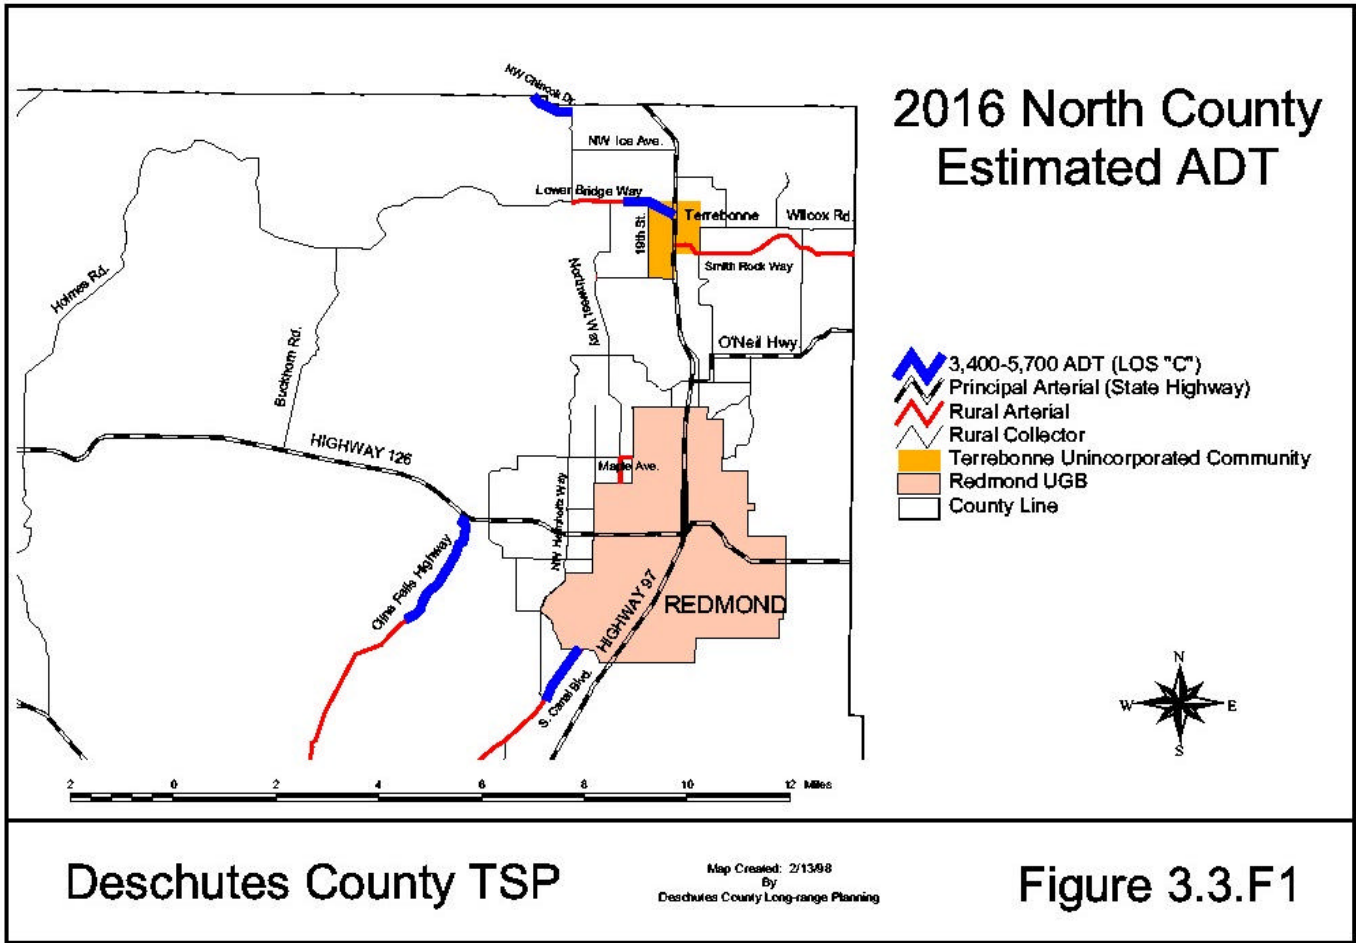 2016 North County
Estimated ADT
NW Chinook Dr.
NW Ice Ave.
Lower Bridge Way
19th St.
Terrebonne
Wilcox Rd.
Smith Rock Way
Northwest Way
Holmes Rd.
Buckhorn Rd.
O'Neil Hwy.
3,400-5,700 ADT (LOS "C")
Principal Arterial (State Highway)
Rural Arterial
Rural Collector
Terrebonne Unincorporated Community
Redmond UGB
County Line
HIGHWAY 126
Maple Ave.
NW Helmholtz Way
Cline Falls Highway
HIGHWAY 97
REDMOND
S. Canal Blvd.
N
W E
S
2 0 2 4 6 8 10 12 Miles
Deschutes County TSP
Map Created: 2/13/98
By
Deschutes County Long-range Planning
Figure 3.3.F1